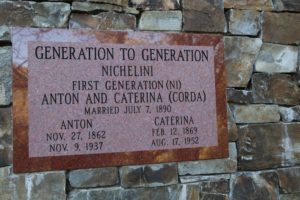 GENERATION TO GENERATION
NICHELINI
FIRST GENERATION (NI)
ANTON AND CATERINA (CORDA)
MARRIED JULY 7, 1890
ANTON CATERINA
NOV. 27, 1862 FEB. 12, 1869
NOV. 9, 1937 AUG. 17, 1952